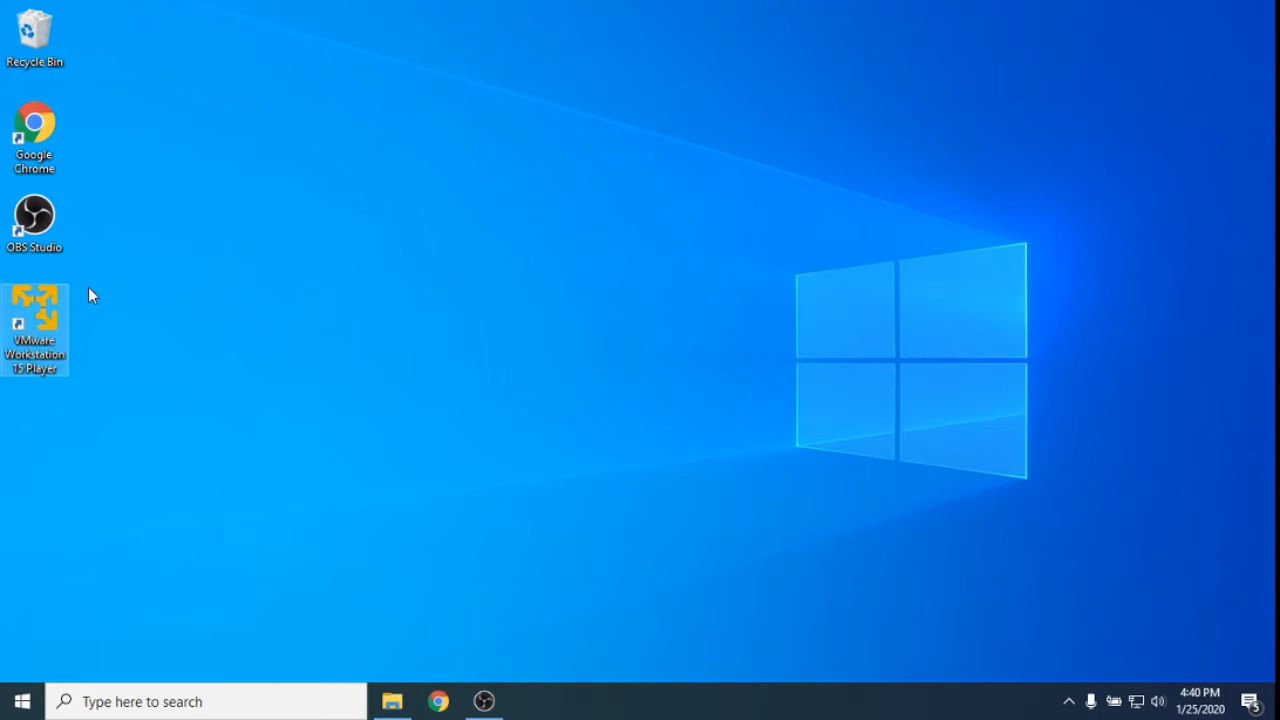 Recycle Bin
Google
Chrome
OBS Studio
VMware
Workstation
15 Player
Type here to search
4:40 PM
1/25/2020
5